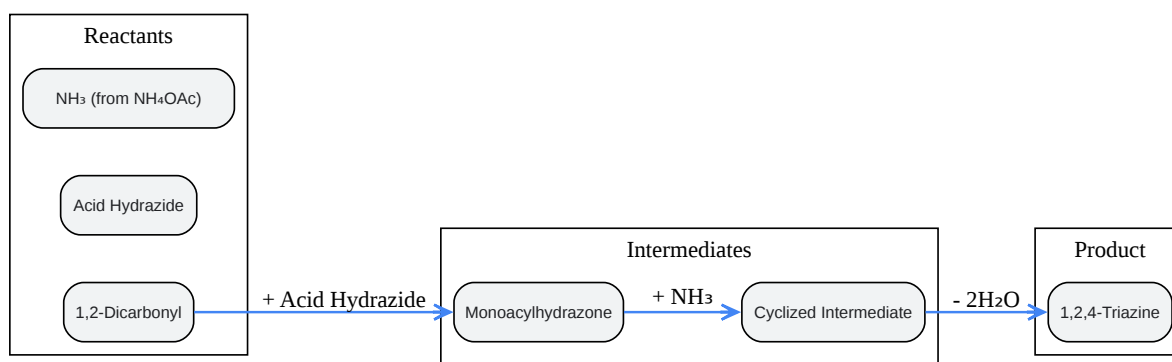 Reactants
NH₃ (from NH₄OAc)
Acid Hydrazide
1,2-Dicarbonyl
+ Acid Hydrazide
Intermediates
Monoacylhydrazone
+ NH₃
Cyclized Intermediate
- 2H₂O
Product
1,2,4-Triazine